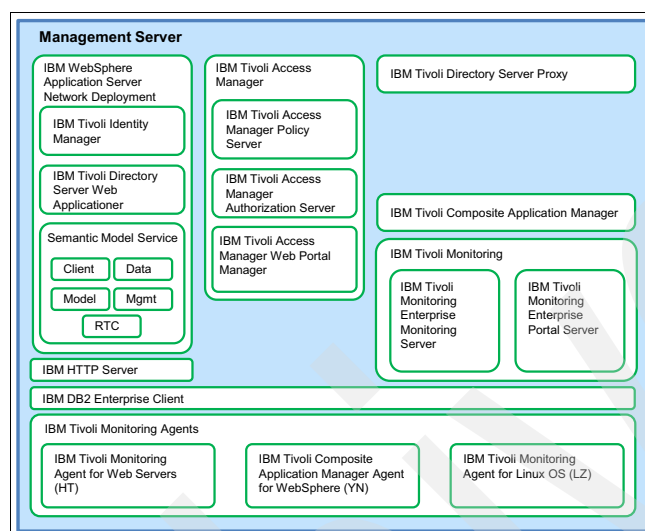 Management Server
IBM WebSphere
Application Server
Network Deployment
IBM Tivoli Identity
Manager
IBM Tivoli Directory
Server Web
Applicationer
Semantic Model Service
Client
Data
Model
Mgmt
RTC
IBM HTTP Server
IBM Tivoli Access
Manager
IBM Tivoli Access
Manager Policy
Server
IBM Tivoli Access
Manager
Authorization Server
IBM Tivoli Access
Manager Web Portal
Manager
IBM Tivoli Directory Server Proxy
IBM Tivoli Composite Application Manager
IBM Tivoli Monitoring
IBM Tivoli
Monitoring
Enterprise
Monitoring
Server
IBM Tivoli
Monitoring
Enterprise
Portal Server
IBM DB2 Enterprise Client
IBM Tivoli Monitoring Agents
IBM Tivoli Monitoring
Agent for Web Servers
(HT)
IBM Tivoli Composite
Application Manager Agent
for WebSphere (YN)
IBM Tivoli Monitoring
Agent for Linux OS (LZ)